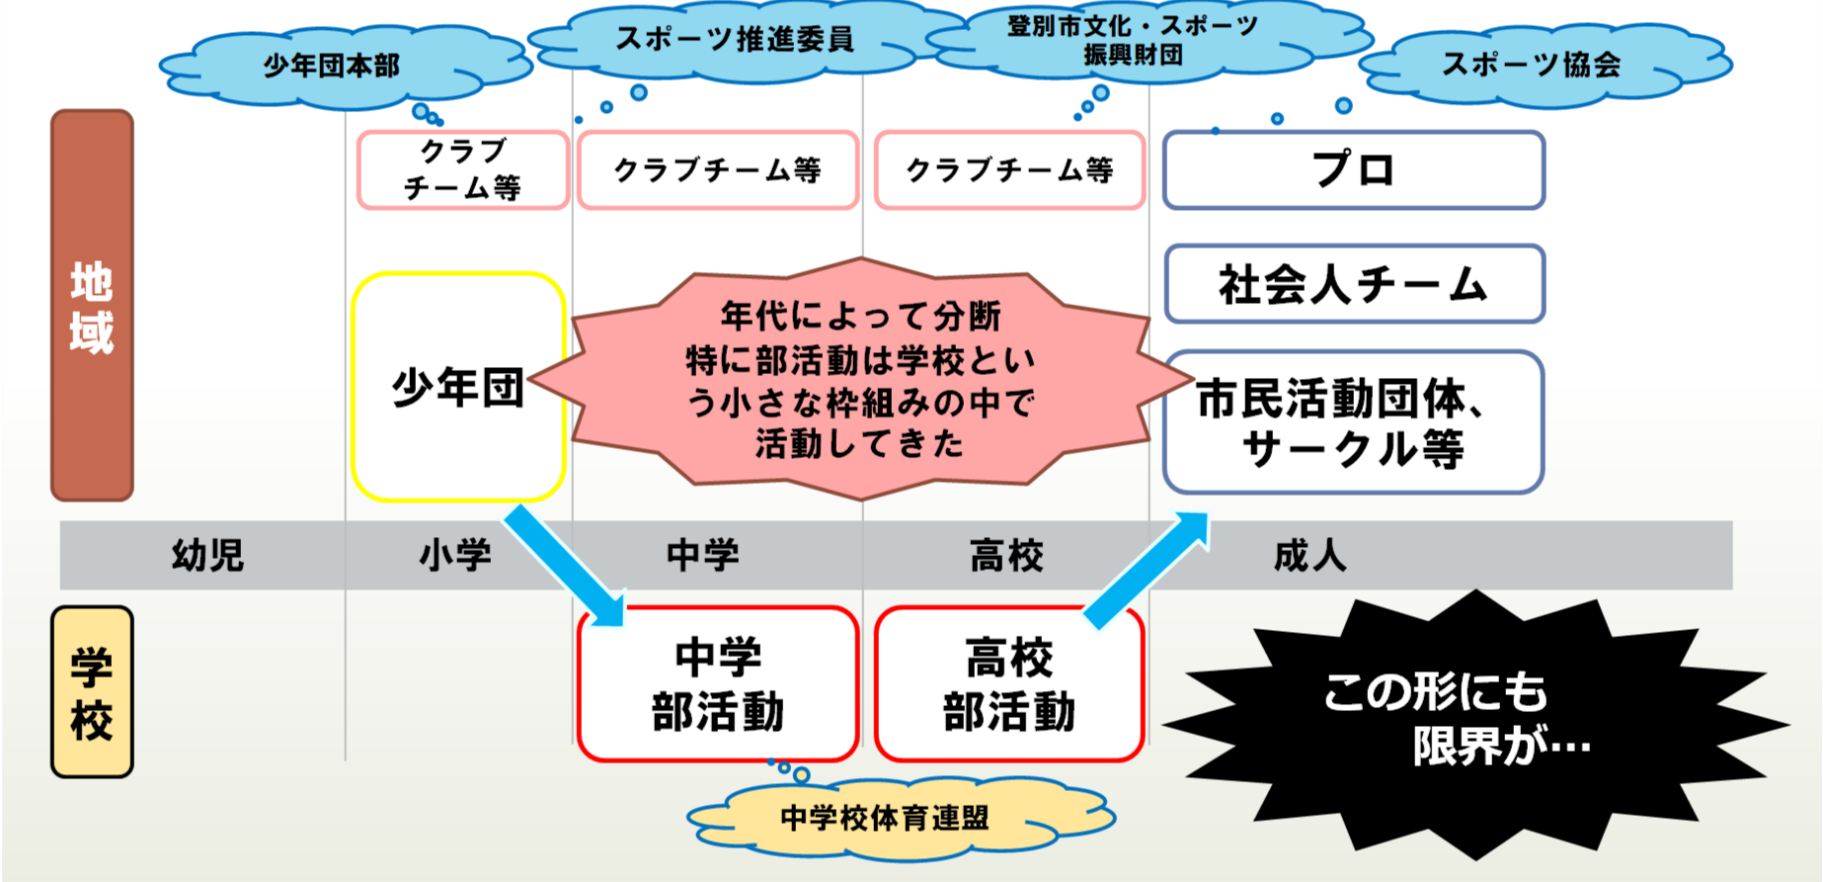 少年団本部
スポーツ推進委員
登別市文化・スポーツ
振興財団
スポーツ協会
地域
クラブ
チーム等
クラブチーム等
クラブチーム等
プロ
社会人チーム
少年団
年代によって分断
特に部活動は学校とい
う小さな枠組みの中で
活動してきた
市民活動団体、
サークル等
幼児
小学
中学
高校
成人
学校
中学
部活動
高校
部活動
この形にも
限界が…
中学校体育連盟